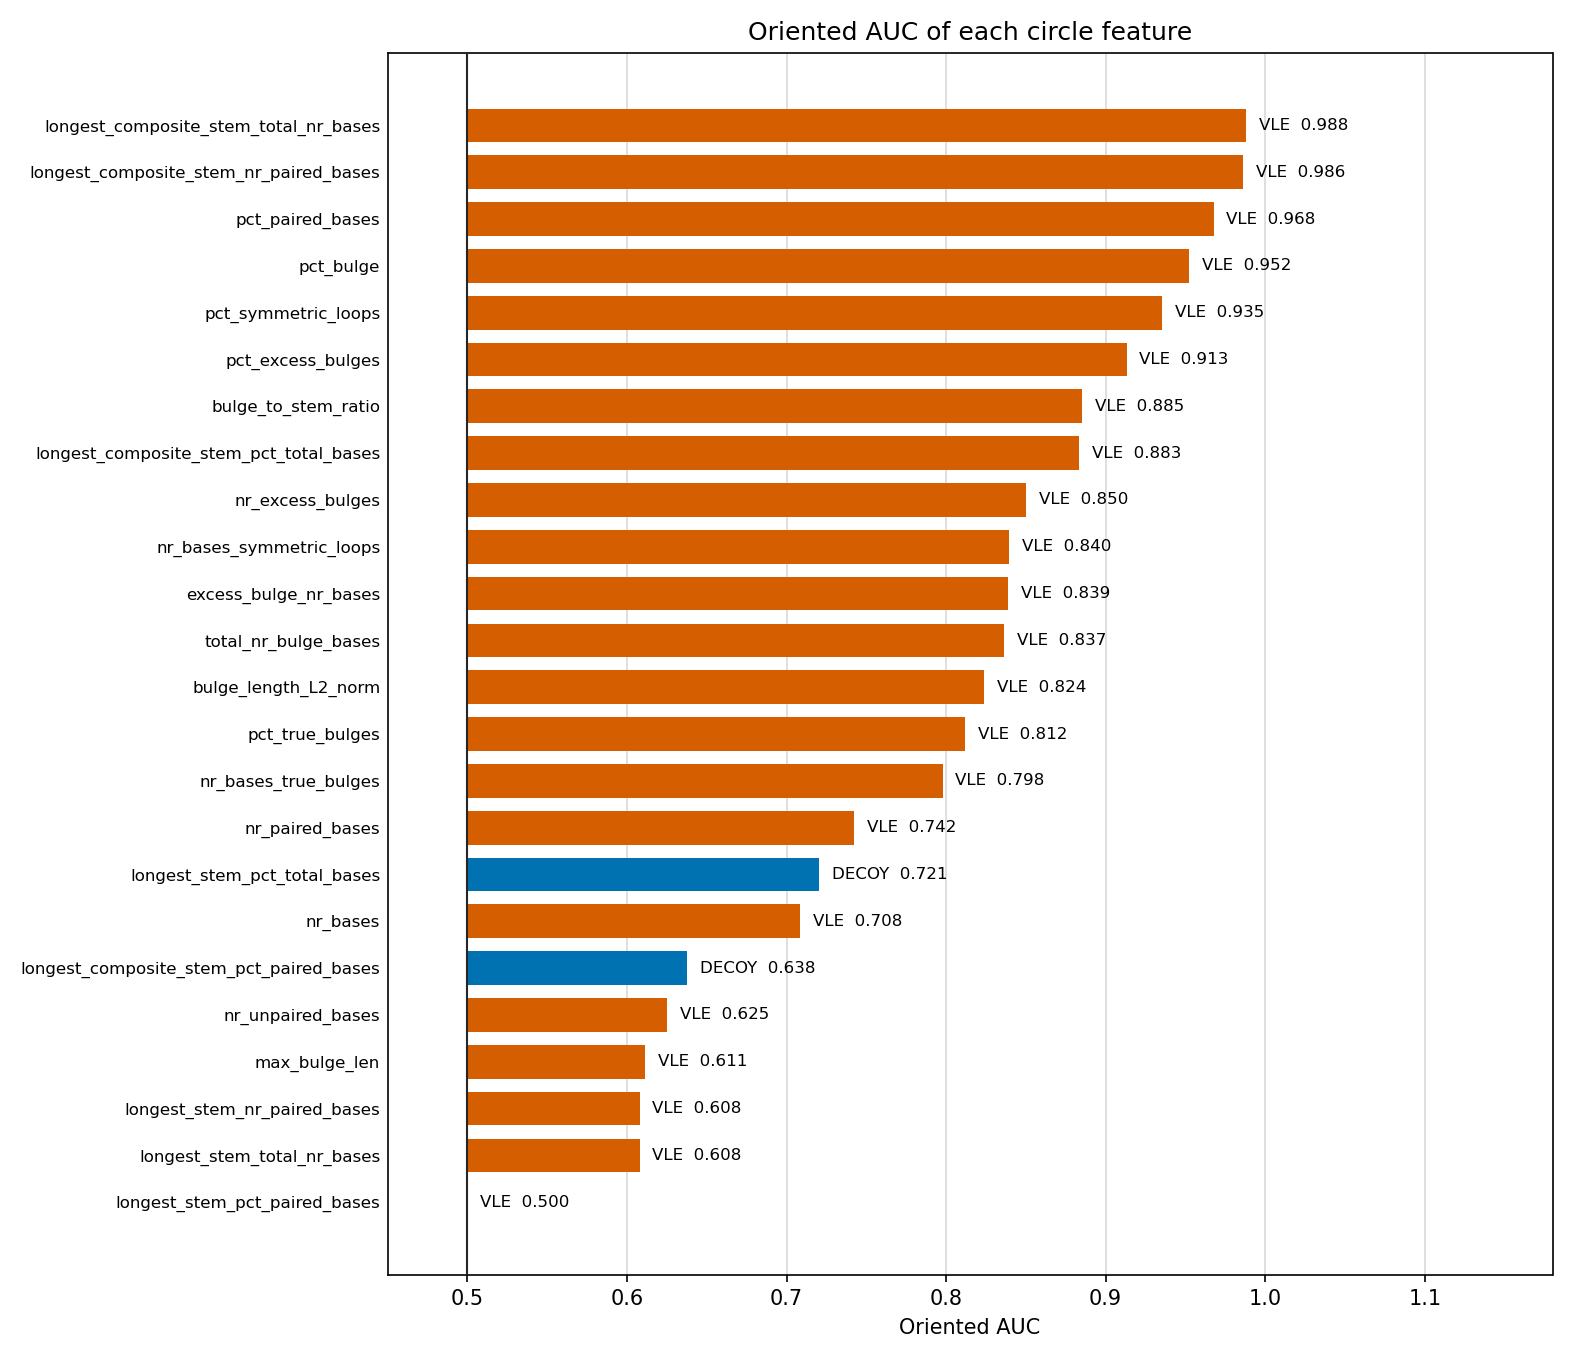 Oriented AUC of each circle feature
longest_composite_stem_total_nr_bases VLE 0.988
longest_composite_stem_nr_paired_bases VLE 0.986
pct_paired_bases VLE 0.968
pct_bulge VLE 0.952
pct_symmetric_loops VLE 0.935
pct_excess_bulges VLE 0.913
bulge_to_stem_ratio VLE 0.885
longest_composite_stem_pct_total_bases VLE 0.883
nr_excess_bulges VLE 0.850
nr_bases_symmetric_loops VLE 0.840
excess_bulge_nr_bases VLE 0.839
total_nr_bulge_bases VLE 0.837
bulge_length_L2_norm VLE 0.824
pct_true_bulges VLE 0.812
nr_bases_true_bulges VLE 0.798
nr_paired_bases VLE 0.742
longest_stem_pct_total_bases DECOY 0.721
nr_bases VLE 0.708
longest_composite_stem_pct_paired_bases DECOY 0.638
nr_unpaired_bases VLE 0.625
max_bulge_len VLE 0.611
longest_stem_nr_paired_bases VLE 0.608
longest_stem_total_nr_bases VLE 0.608
longest_stem_pct_paired_bases VLE 0.500
0.5 0.6 0.7 0.8 0.9 1.0 1.1
Oriented AUC